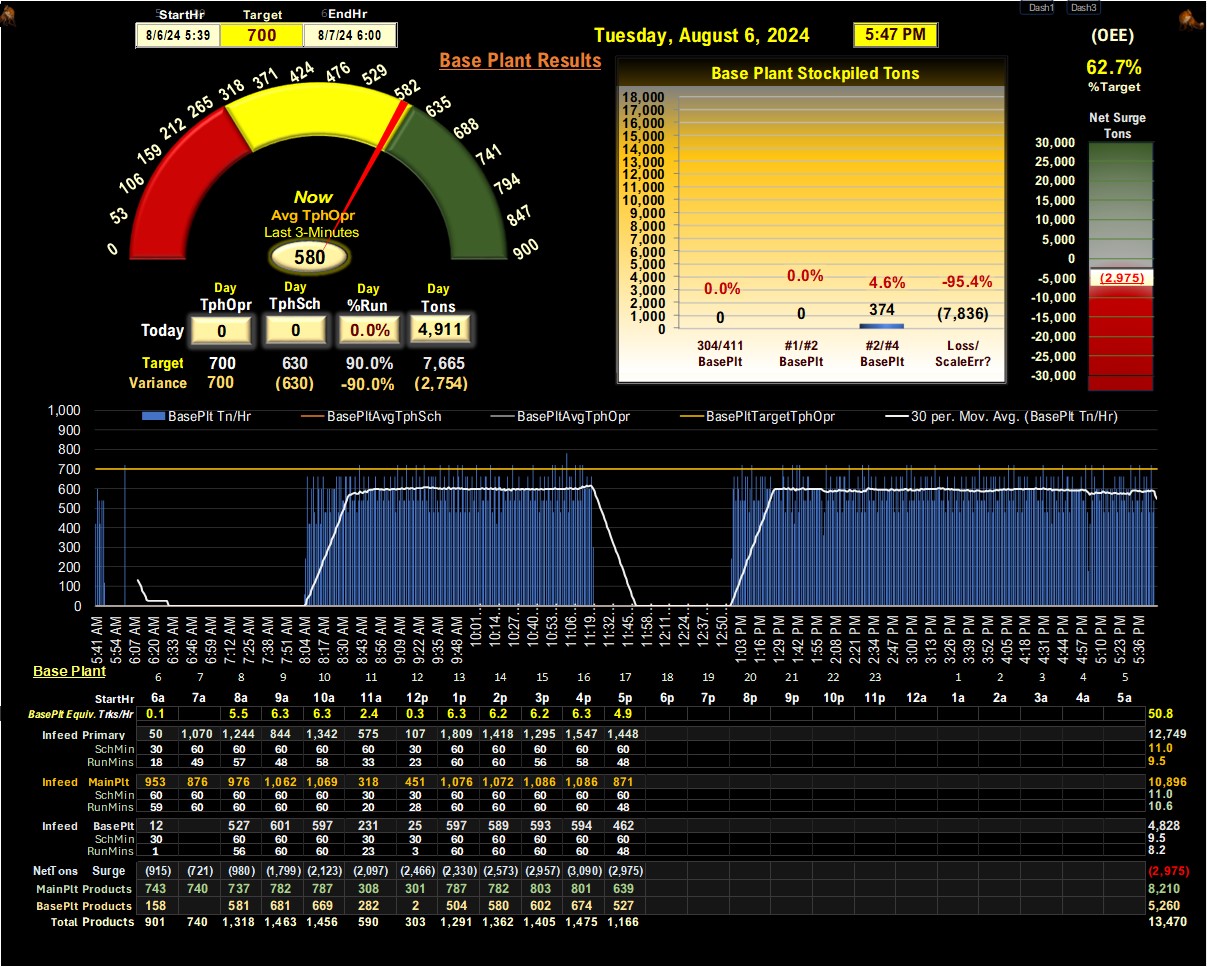 Dash1 Dash3
StartHr Target EndHr
8/6/24 5:39 700 8/7/24 6:00
Tuesday, August 6, 2024 5:47 PM
(OEE)
62.7%
%Target
Base Plant Results
Base Plant Stockpiled Tons
0 53 106 159 212 265 318 371 424 476 529 582 635 688 741 794 847 900
Now
Avg TphOpr
Last 3-Minutes
580
18,000
17,000
16,000
15,000
14,000
13,000
12,000
11,000
10,000
9,000
8,000
7,000
6,000
5,000
4,000
3,000
2,000
1,000
0
0.0% 0.0% 4.6% -95.4%
0 0 374 (7,836)
304/411 #1/#2 #2/#4 Loss/
BasePlt BasePlt BasePlt ScaleErr?
Net Surge
Tons
30,000
25,000
20,000
15,000
10,000
5,000
0
-5,000
-10,000
-15,000
-20,000
-25,000
-30,000
(2,975)
Day Day Day Day
TphOpr TphSch %Run Tons
Today 0 0 0.0% 4,911
Target 700 630 90.0% 7,665
Variance 700 (630) -90.0% (2,754)
BasePlt Tn/Hr BasePltAvgTphSch BasePltAvgTphOpr BasePltTargetTphOpr 30 per. Mov. Avg. (BasePlt Tn/Hr)
1,000
900
800
700
600
500
400
300
200
100
0
5:41 AM 5:54 AM 6:07 AM 6:20 AM 6:33 AM 6:46 AM 6:59 AM 7:12 AM 7:25 AM 7:38 AM 7:51 AM 8:04 AM 8:17 AM 8:30 AM 8:43 AM 8:56 AM 9:09 AM 9:22 AM 9:35 AM 9:48 AM 10:01… 10:14… 10:27… 10:40… 10:53… 11:06… 11:19… 11:32… 11:45… 11:58… 12:11… 12:24… 12:37… 12:50… 1:03 PM 1:16 PM 1:29 PM 1:42 PM 1:55 PM 2:08 PM 2:21 PM 2:34 PM 2:47 PM 3:00 PM 3:13 PM 3:26 PM 3:39 PM 3:52 PM 4:05 PM 4:18 PM 4:31 PM 4:44 PM 4:57 PM 5:10 PM 5:23 PM 5:36 PM
Base Plant 6 7 8 9 10 11 12 13 14 15 16 17 18 19 20 21 22 23 1 2 3 4 5
StartHr 6a 7a 8a 9a 10a 11a 12p 1p 2p 3p 4p 5p 6p 7p 8p 9p 10p 11p 12p 1a 2a 3a 4a 5a
BasePlt Equiv. Trks/Hr 0.1 5.5 6.3 6.3 2.4 0.3 6.3 6.2 6.2 6.3 4.9 50.8
Infeed Primary 50 1,070 1,244 844 1,342 575 107 1,809 1,418 1,295 1,547 1,448 12,749
SchMin 30 60 60 60 60 30 30 60 60 60 60 60 11.0
RunMins 18 49 57 48 58 33 23 60 60 56 58 48 9.5
Infeed MainPlt 953 876 976 1,062 1,069 318 451 1,076 1,072 1,086 1,086 871 10,896
SchMin 60 60 60 60 60 30 30 60 60 60 60 60 11.0
RunMins 59 60 60 60 60 20 28 60 60 60 60 48 10.6
Infeed BasePlt 12 527 601 597 231 25 597 589 593 594 462 4,828
SchMin 30 60 60 60 30 30 60 60 60 60 60 9.5
RunMins 1 56 60 60 23 3 60 60 60 60 48 8.2
NetTons Surge (915) (721) (980) (1,799) (2,123) (2,097) (2,466) (2,330) (2,573) (2,957) (3,090) (2,975) (2,975)
MainPlt Products 743 740 737 782 787 308 301 787 782 803 801 639 8,210
BasePlt Products 158 581 681 669 282 2 504 580 602 674 527 5,260
Total Products 901 740 1,318 1,463 1,456 590 303 1,291 1,362 1,405 1,475 1,166 13,470